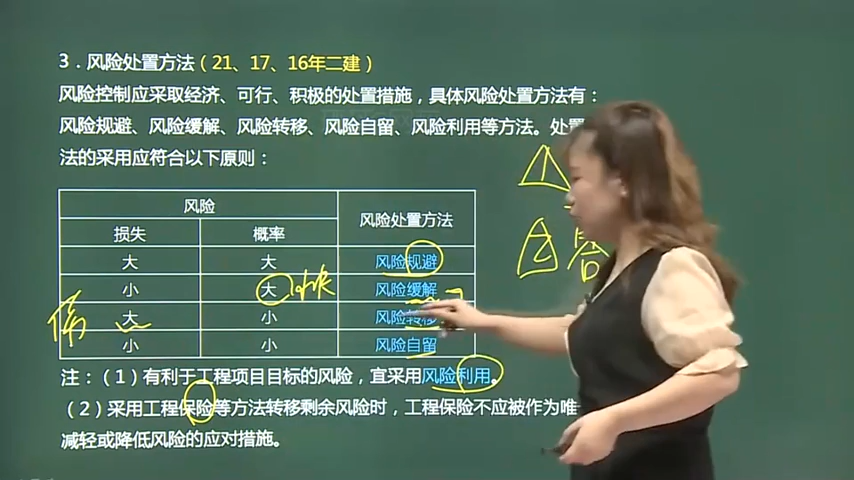 3．风险处置方法（21、17、16年二建）
风险控制应采取经济、可行、积极的处置措施，具体风险处置方法有：
风险规避、风险缓解、风险转移、风险自留、风险利用等方法。处置
法的采用应符合以下原则：
风险 风险处置方法
损失 概率
大 大 风险规避
小 大 风险缓解
大 小 风险转移
小 小 风险自留
注：（1）有利于工程项目目标的风险，宜采用风险利用。
（2）采用工程保险等方法转移剩余风险时，工程保险不应被作为唯
减轻或降低风险的应对措施。